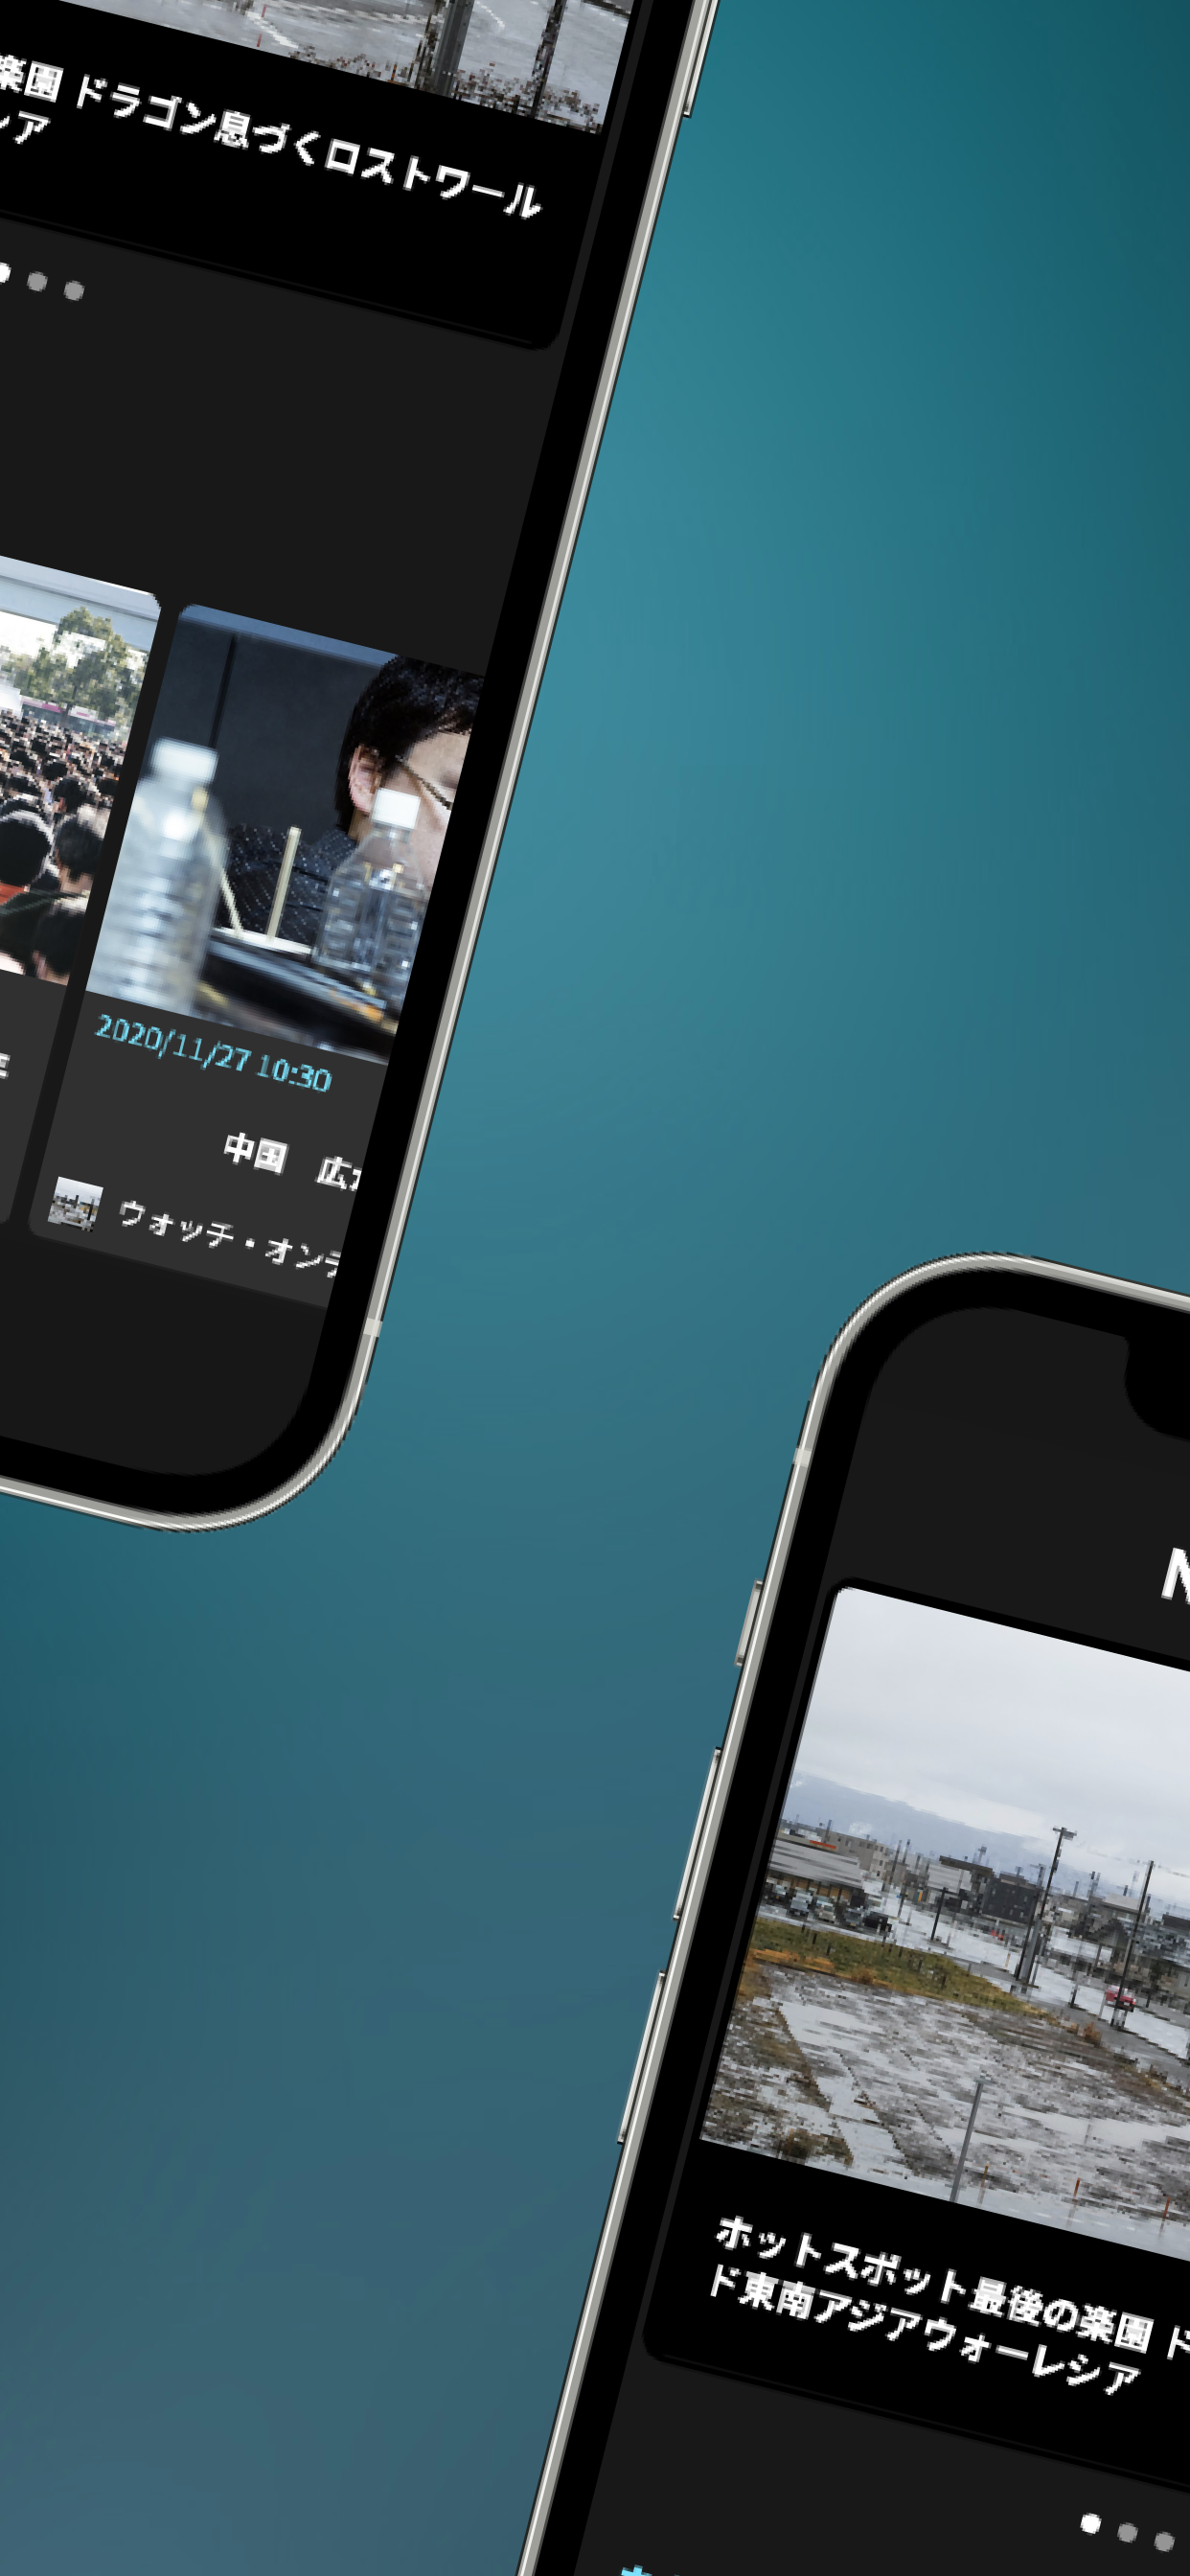 楽園 ドラゴン息づくロストワール
シア
2020/11/27 10:30
中国 広
ウォッチ・オン
N
ホットスポット最後の楽園 ド
ド東南アジアウォーレシア